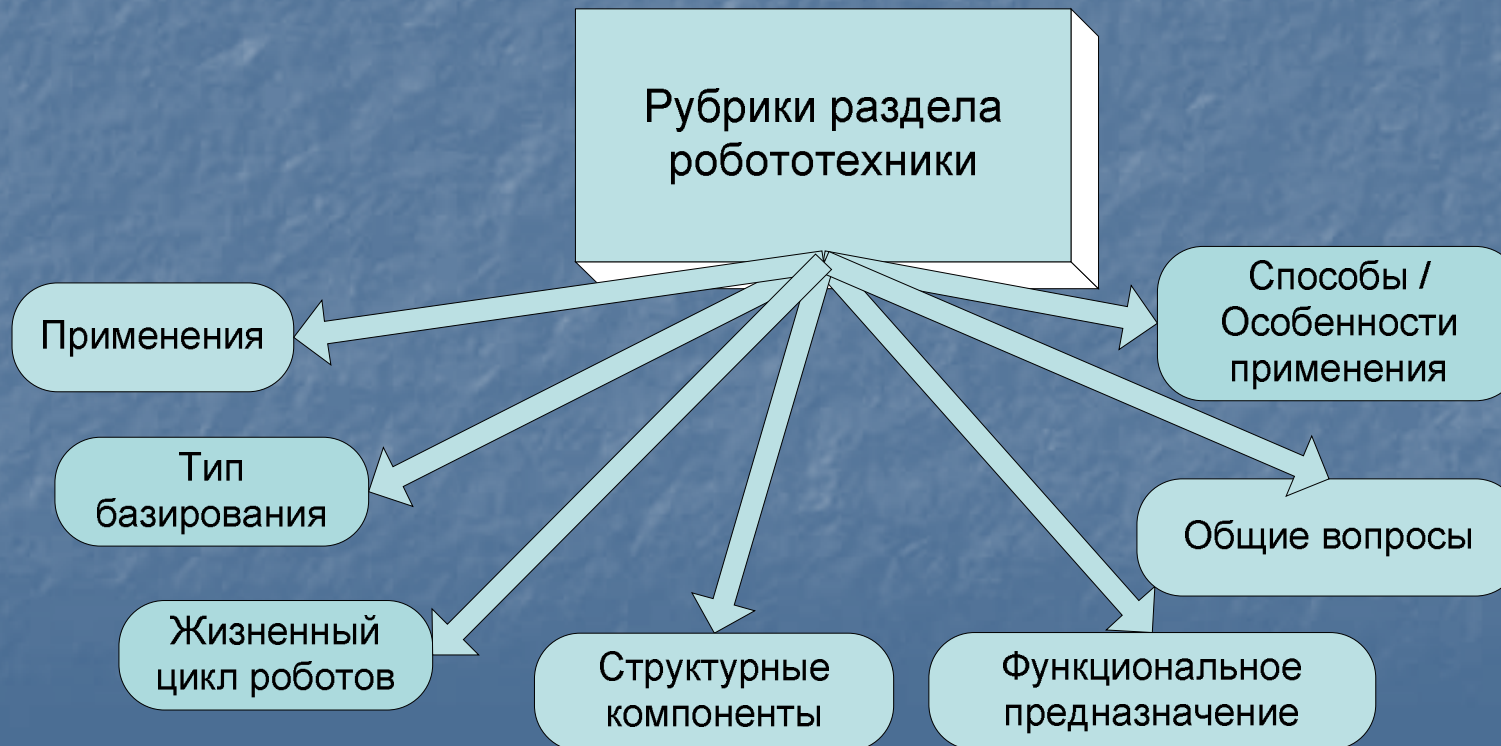 Рубрики раздела
робототехники
Применения
Способы /
Особенности
применения
Тип
базирования
Общие вопросы
Жизненный
цикл роботов
Структурные
компоненты
Функциональное
предназначение